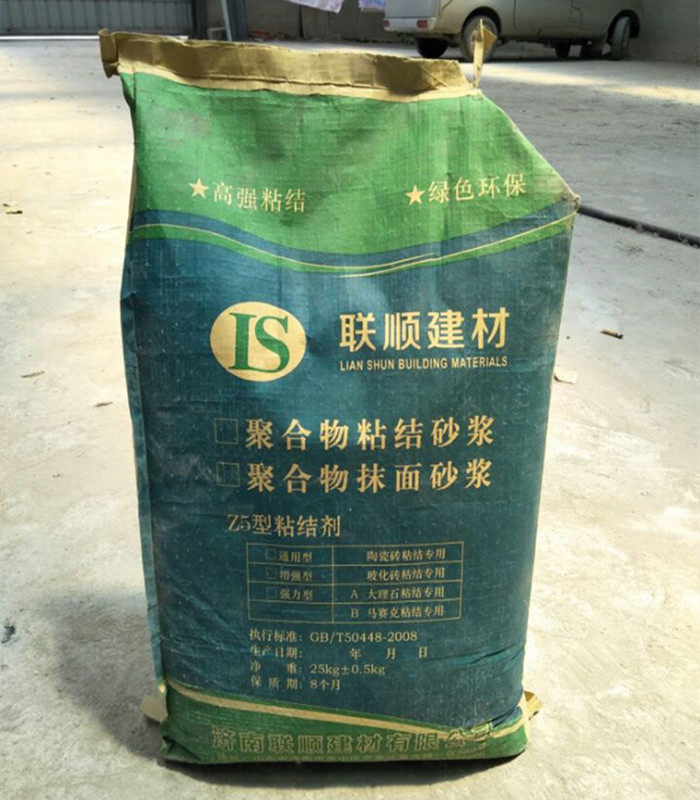 ★高强粘结 ★绿色环保
LS
联顺建材
LIAN SHUN BUILDING MATERIALS
□聚合物粘结砂浆
□聚合物抹面砂浆
Z5型粘结剂
□通用型 陶瓷砖粘结专用
□增强型 玻化砖粘结专用
□强力型 A 大理石粘结专用
B 马赛克粘结专用
执行标准: GB/T50448-2008
生产日期: 年 月 日
净 重: 25kg±0.5kg
保 质 期: 8个月
济南联顺建材有限公司